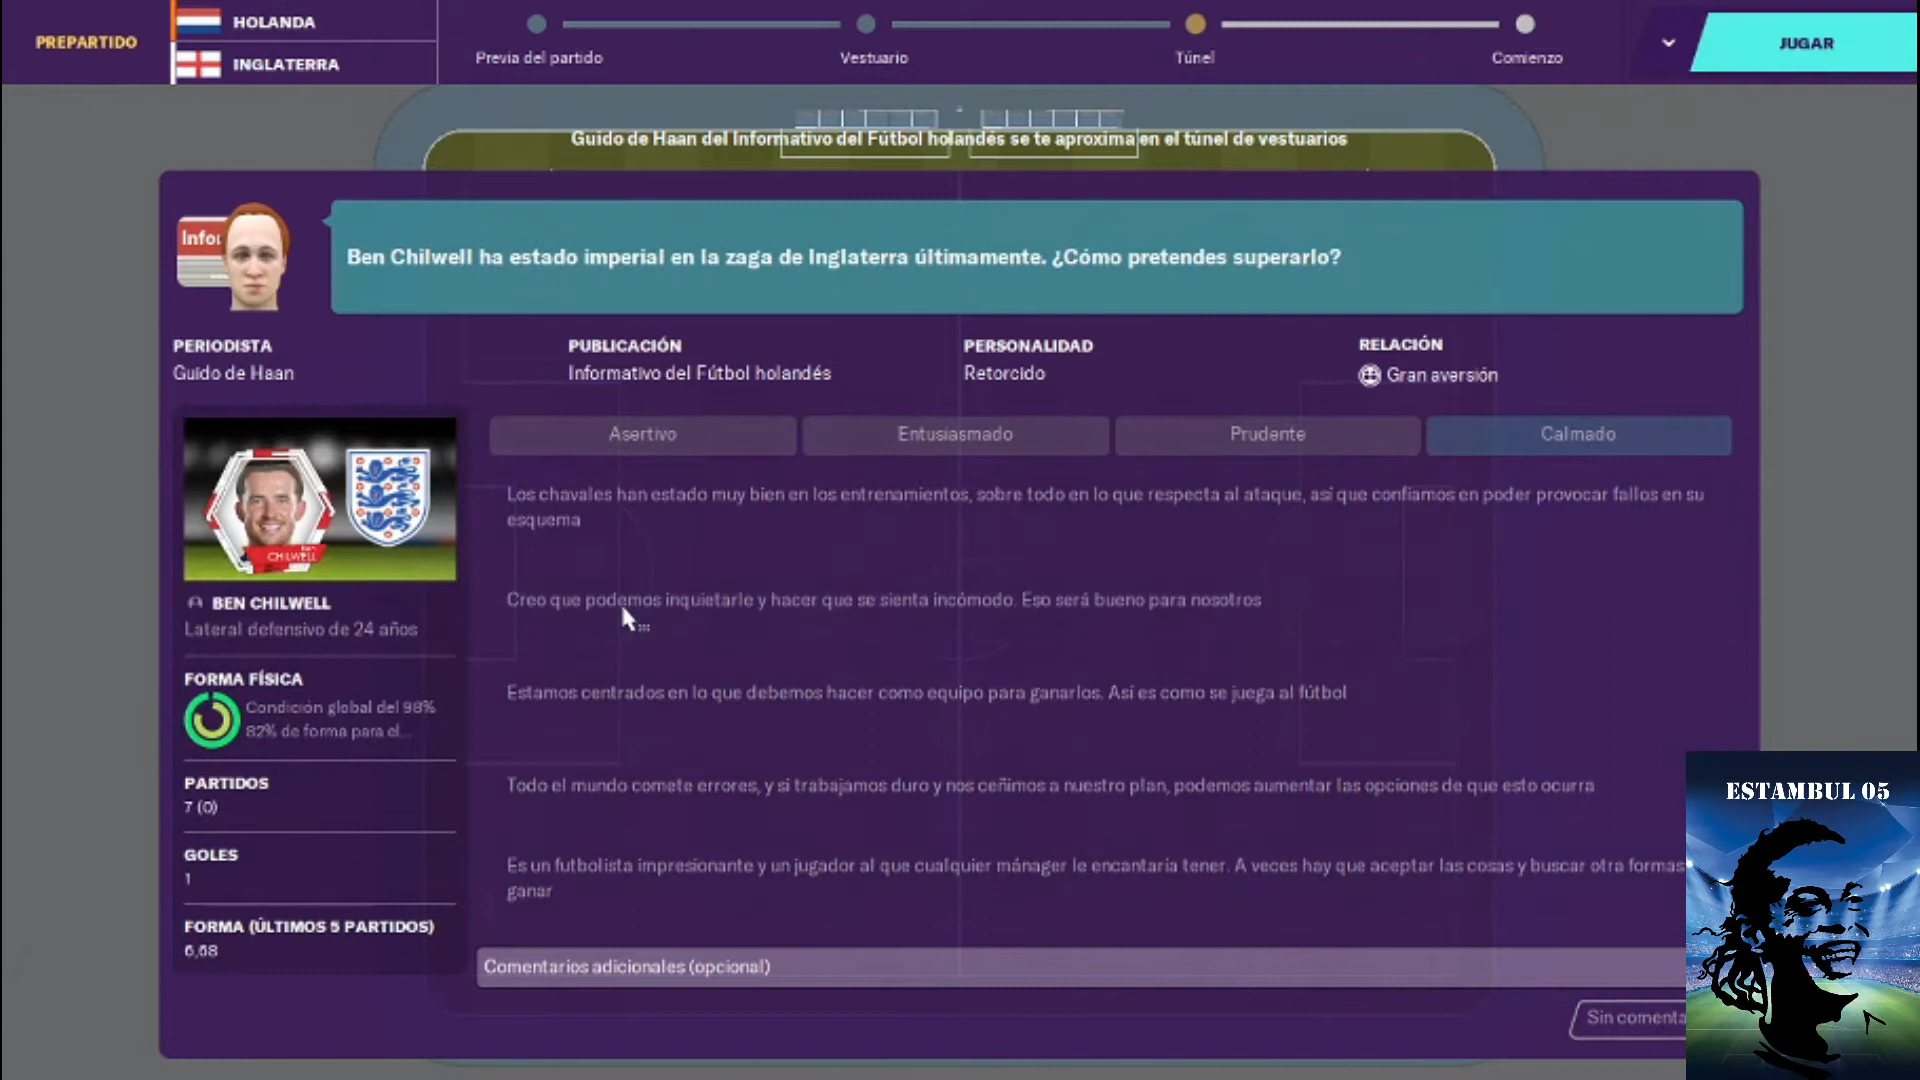 PREPARTIDO
HOLANDA
INGLATERRA
Previa del partido
Vestuario
Túnel
Comienzo
JUGAR
Guido de Haan del Informativo del Fútbol holandés se te aproxima en el túnel de vestuarios
Ben Chilwell ha estado imperial en la zaga de Inglaterra últimamente. ¿Cómo pretendes superarlo?
PERIODISTA
Guido de Haan
PUBLICACIÓN
Informativo del Fútbol holandés
PERSONALIDAD
Retorcido
RELACIÓN
Gran aversión
Asertivo
Entusiasmado
Prudente
Calmado
Los chavales han estado muy bien en los entrenamientos, sobre todo en lo que respecta al ataque, así que confiamos en poder provocar fallos en su
esquema
Creo que podemos inquietarle y hacer que se sienta incómodo. Eso será bueno para nosotros
Estamos centrados en lo que debemos hacer como equipo para ganarlos. Así es como se juega al fútbol
Todo el mundo comete errores, y si trabajamos duro y nos ceñimos a nuestro plan, podemos aumentar las opciones de que esto ocurra
Es un futbolista impresionante y un jugador al que cualquier mánager le encantaría tener. A veces hay que aceptar las cosas y buscar otra formas
ganar
CHILWELL
BEN CHILWELL
Lateral defensivo de 24 años
FORMA FÍSICA
Condición global del 98%
82% de forma para el...
PARTIDOS
7 (0)
GOLES
1
FORMA (ÚLTIMOS 5 PARTIDOS)
6,68
Comentarios adicionales (opcional)
Sin comenta
ESTAMBUL 05